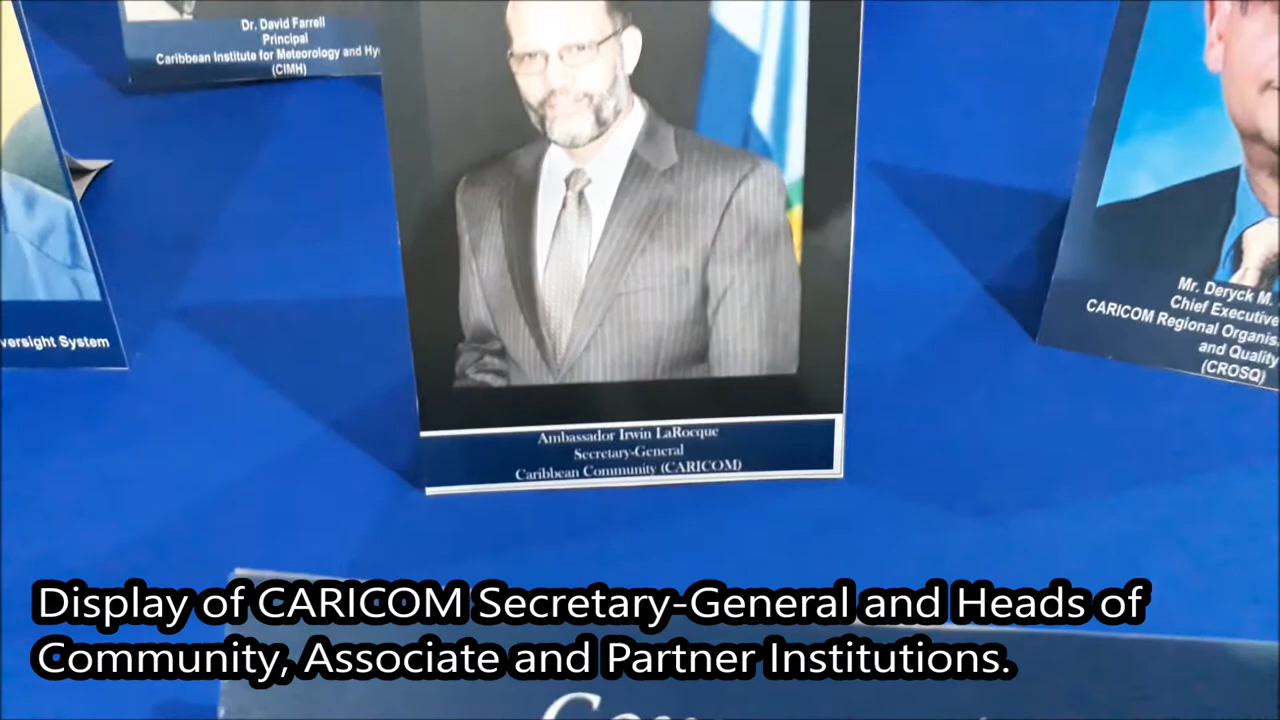 Dr. David Farrell
Principal
Caribbean Institute for Meteorology and Hy
(CIMH)
versight System
Ambassador Irwin LaRocque
Secretary-General
Caribbean Community (CARICOM)
Mr. Deryck M.
Chief Executive
CARICOM Regional Organis
and Quality
(CROSQ)
Display of CARICOM Secretary-General and Heads of
Community, Associate and Partner Institutions.